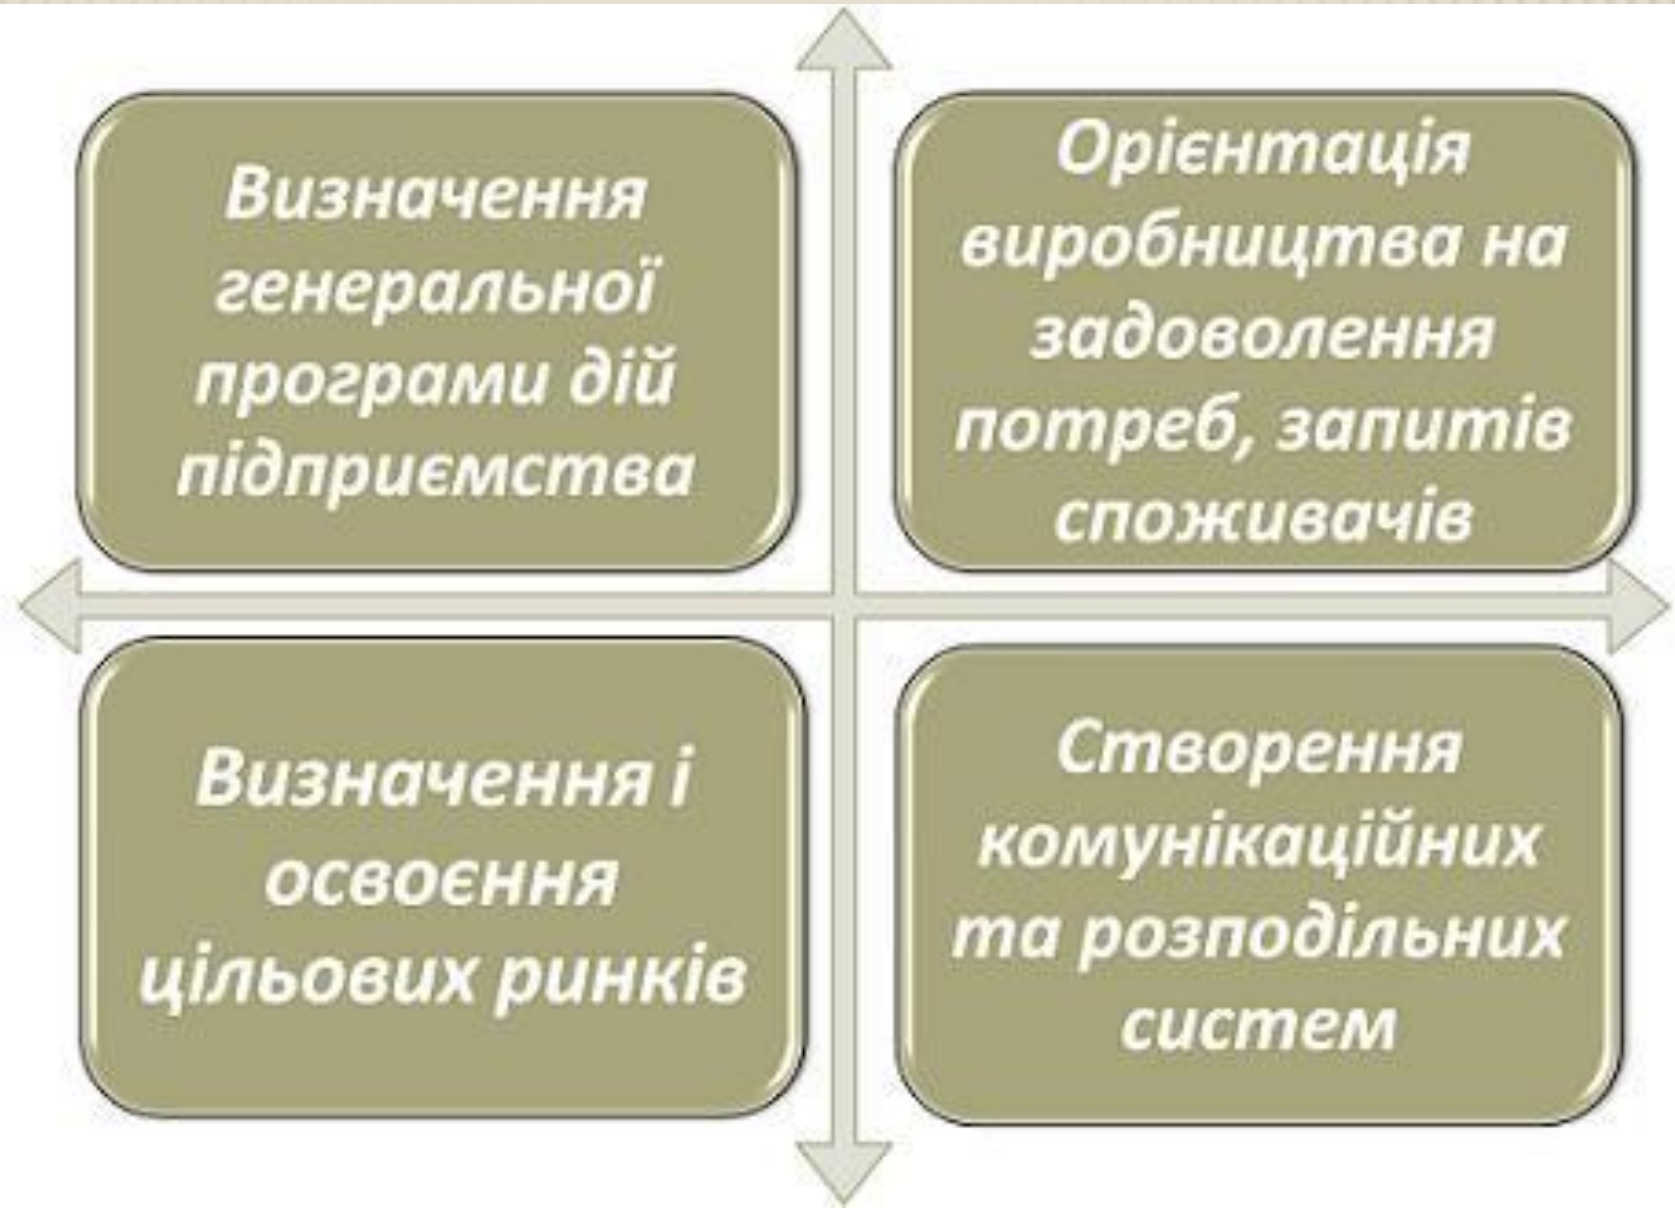 Визначення
генеральної
програми дій
підприємства
Орієнтація
виробництва на
задоволення
потреб, запитів
споживачів
Визначення і
освоєння
цільових ринків
Створення
комунікаційних
та розподільних
систем